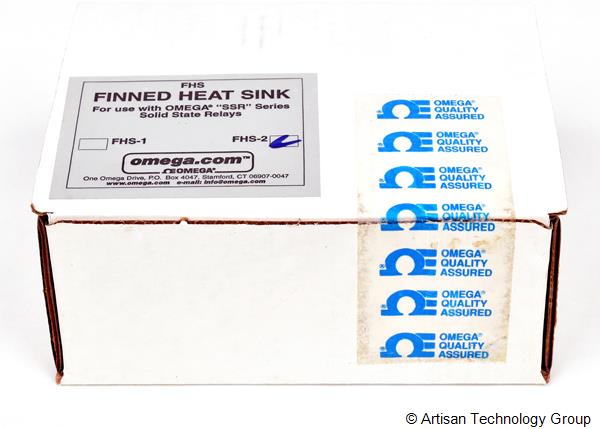 FHS
FINNED HEAT SINK
For use with OMEGA® "SSR" Series
Solid State Relays
FHS-1
FHS-2
omega.com™
OMEGA®
One Omega Drive, P.O. Box 4047, Stamford, CT 06907-0047
www.omega.com e-mail: info@omega.com
OMEGA®
QUALITY
ASSURED
OMEGA®
QUALITY
ASSURED
OMEGA®
QUALITY
ASSURED
OMEGA®
QUALITY
ASSURED
OMEGA®
QUALITY
ASSURED
OMEGA®
QUALITY
ASSURED
OMEGA®
QUALITY
ASSURED
© Artisan Technology Group